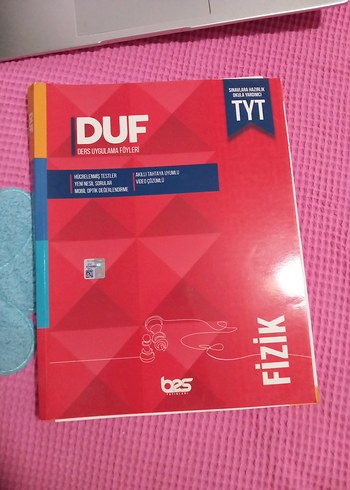 SINAVLARA HAZIRLIK
OKULA YARDIMCI
TYT
DUF
DERS UYGULAMA FÖYLERİ
HÜCRELENMİŞ TESTLER
YENİ NESİL SORULAR
MOBİL OPTİK DEĞERLENDİRME
AKILLI TAHTAYA UYUMLU
VİDEO ÇÖZÜMLÜ
FİZİK
bes
YAYINLARI